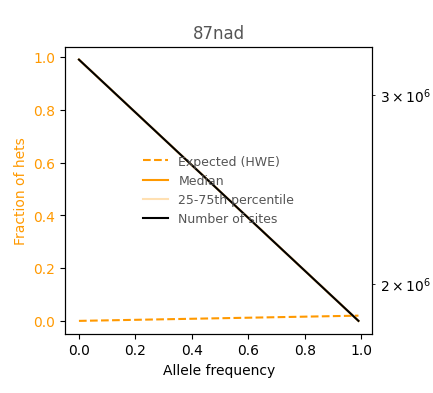 87nad
Fraction of hets
1.0
0.8
0.6
0.4
0.2
0.0
Expected (HWE)
Median
25-75th percentile
Number of sites
3 × 10⁶
2 × 10⁶
0.0 0.2 0.4 0.6 0.8 1.0
Allele frequency